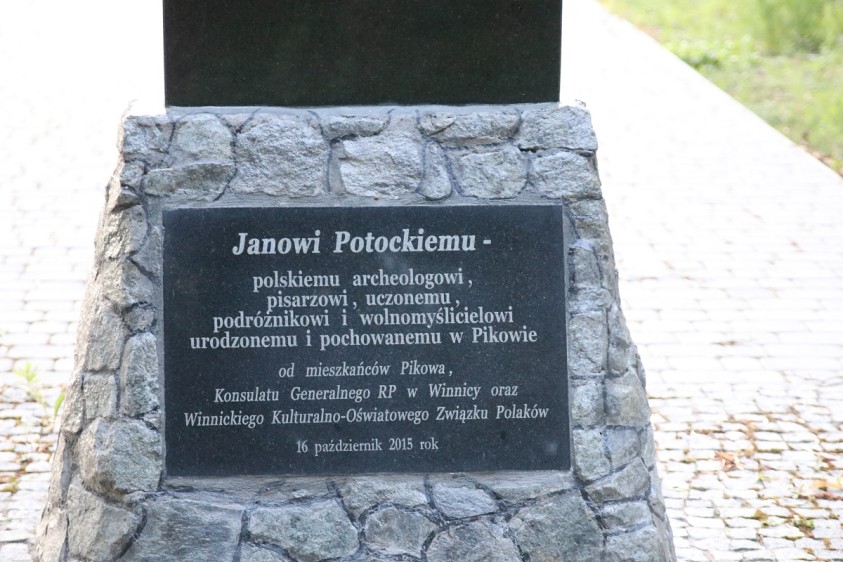 Janowi Potockiemu -
polskiemu archeologowi,
pisarzowi, uczonemu,
podróżnikowi i wolnomyślicielowi
urodzonemu i pochowanemu w Pikowie
od mieszkańców Pikowa,
Konsulatu Generalnego RP w Winnicy oraz
Winnickiego Kulturalno-Oświatowego Związku Polaków
16 październik 2015 rok